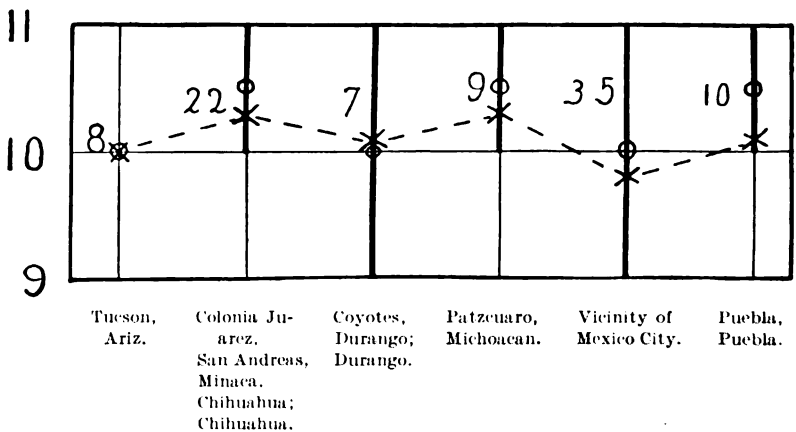 11
22 7 9 35 10
8
10
9
Tucson, Ariz.
Colonia Ju-
arez,
San Andreas,
Minaca.
Chihuahua;
Chihuahua.
Coyotes,
Durango;
Durango.
Patzcuaro,
Michoacan.
Vicinity of
Mexico City.
Puebla,
Puebla.